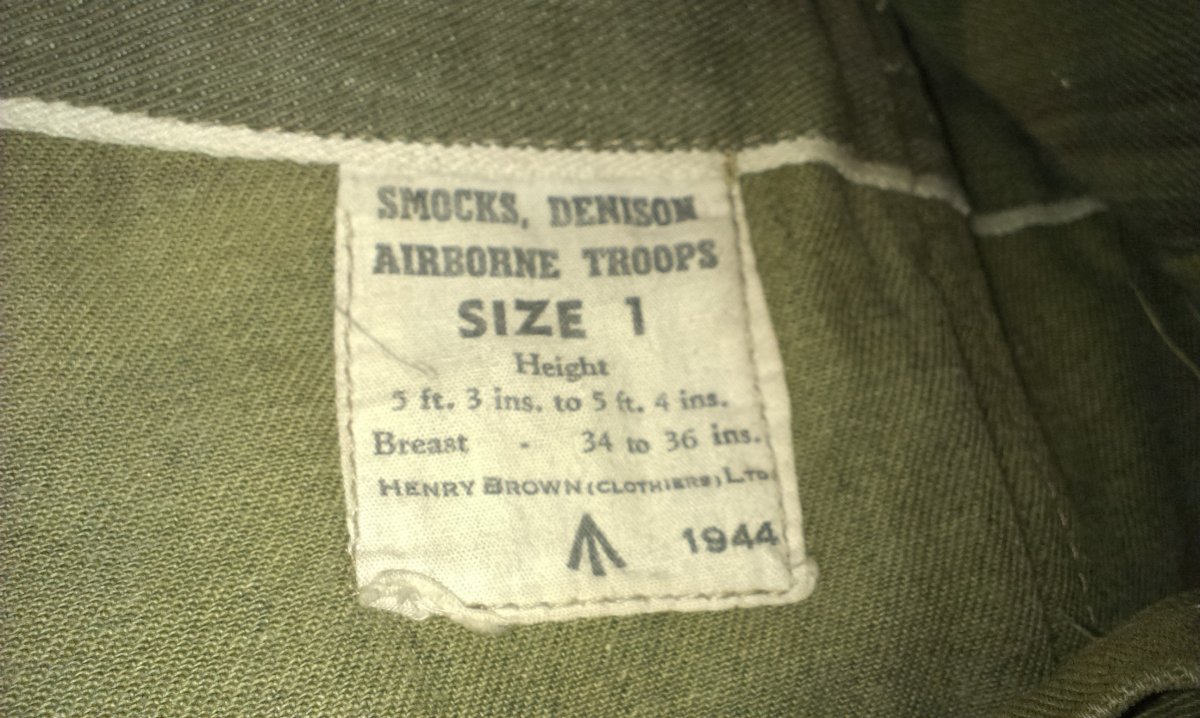 SMOCKS, DENISON
AIRBORNE TROOPS
SIZE 1
Height
5 ft. 3 ins. to 5 ft. 4 ins.
Breast - 34 to 36 ins.
HENRY BROWN (CLOTHIERS) LTD.
1944